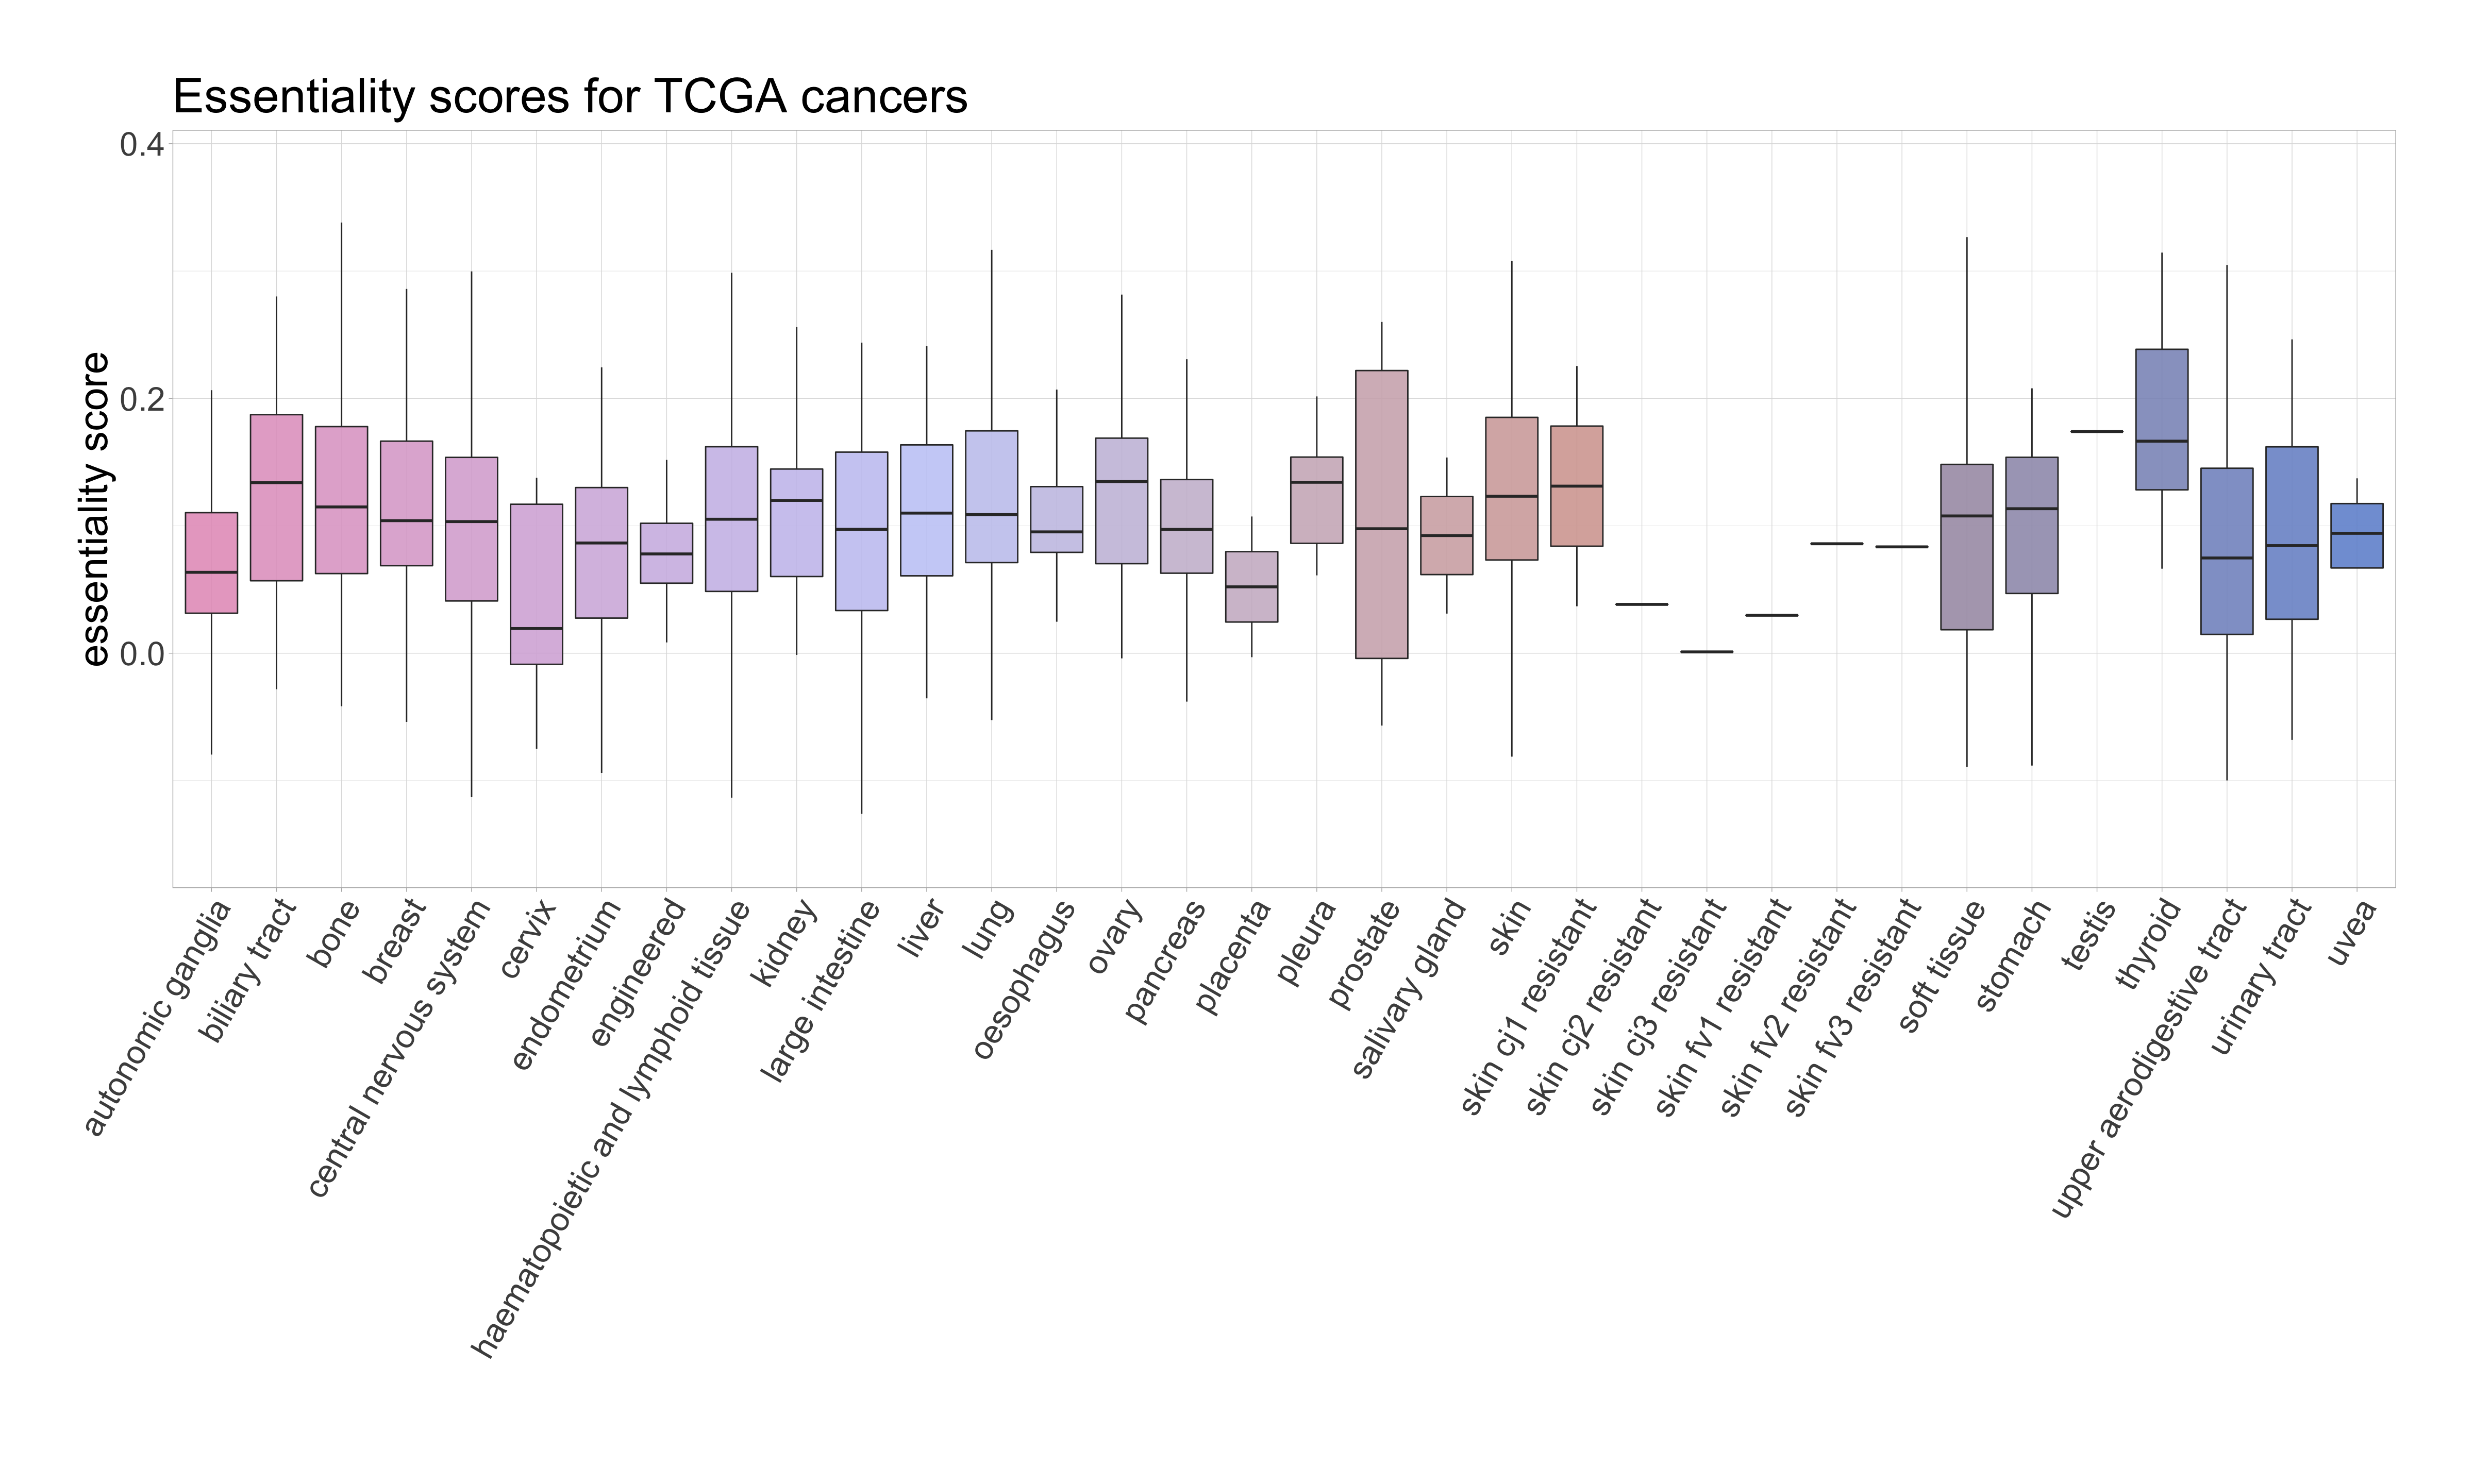 Essentiality scores for TCGA cancers
essentiality score
0.4
0.2
0.0
autonomic ganglia
biliary tract
bone
breast
central nervous system
cervix
endometrium
engineered
haematopoietic and lymphoid tissue
kidney
large intestine
liver
lung
oesophagus
ovary
pancreas
placenta
pleura
prostate
salivary gland
skin
skin cj1 resistant
skin cj2 resistant
skin cj3 resistant
skin fv1 resistant
skin fv2 resistant
skin fv3 resistant
soft tissue
stomach
testis
thyroid
upper aerodigestive tract
urinary tract
uvea